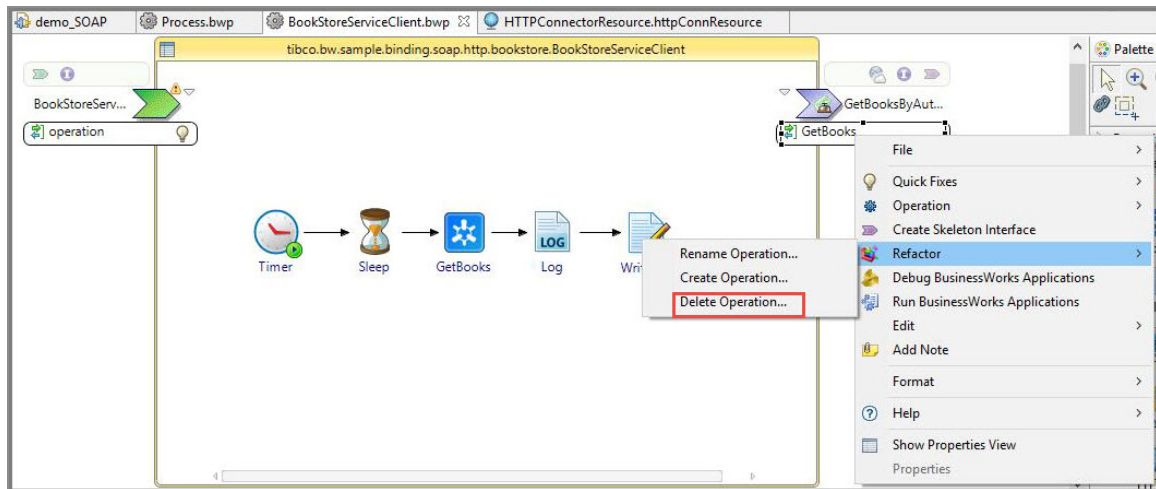 demo_SOAP
Process.bwp
BookStoreServiceClient.bwp
HTTPConnectorResource.httpConnResource
tibco.bw.sample.binding.soap.http.bookstore.BookStoreServiceClient
Palette
BookStoreServ...
operation
GetBooksByAut...
GetBooks
Timer
Sleep
GetBooks
LOG
Log
Wri
File
Quick Fixes
Operation
Create Skeleton Interface
Refactor
Debug BusinessWorks Applications
Run BusinessWorks Applications
Edit
Add Note
Format
Help
Show Properties View
Properties
Rename Operation...
Create Operation...
Delete Operation...